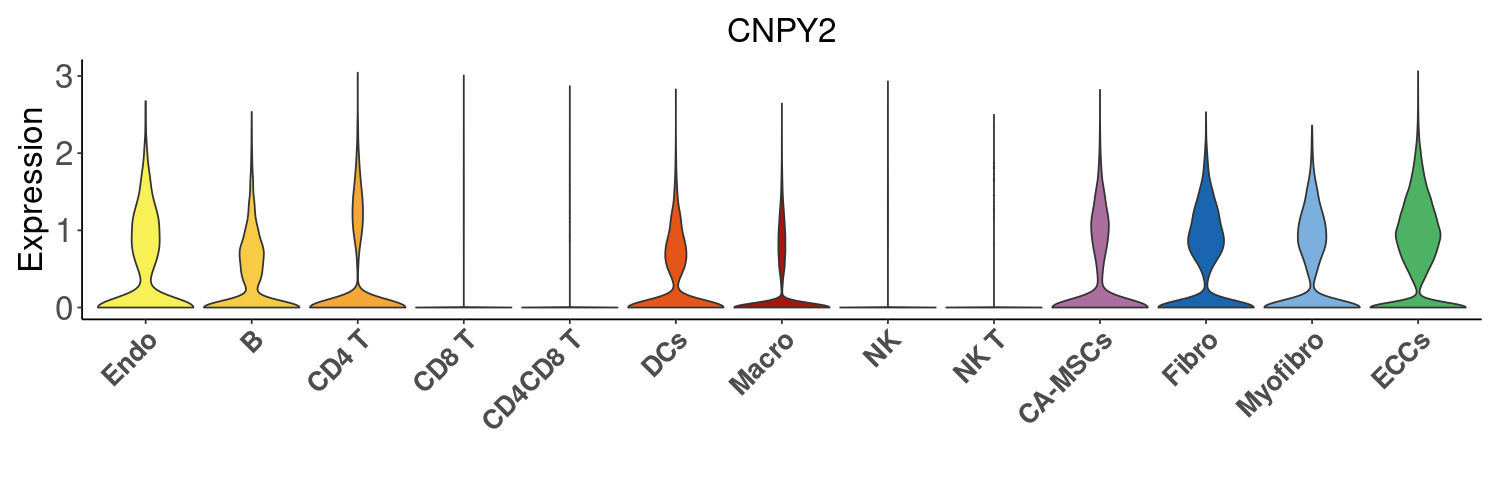 CNPY2
Expression
3
2
1
0
Endo
B
CD4 T
CD8 T
CD4CD8 T
DCs
Macro
NK
NK T
CA-MSCs
Fibro
Myofibro
ECCs